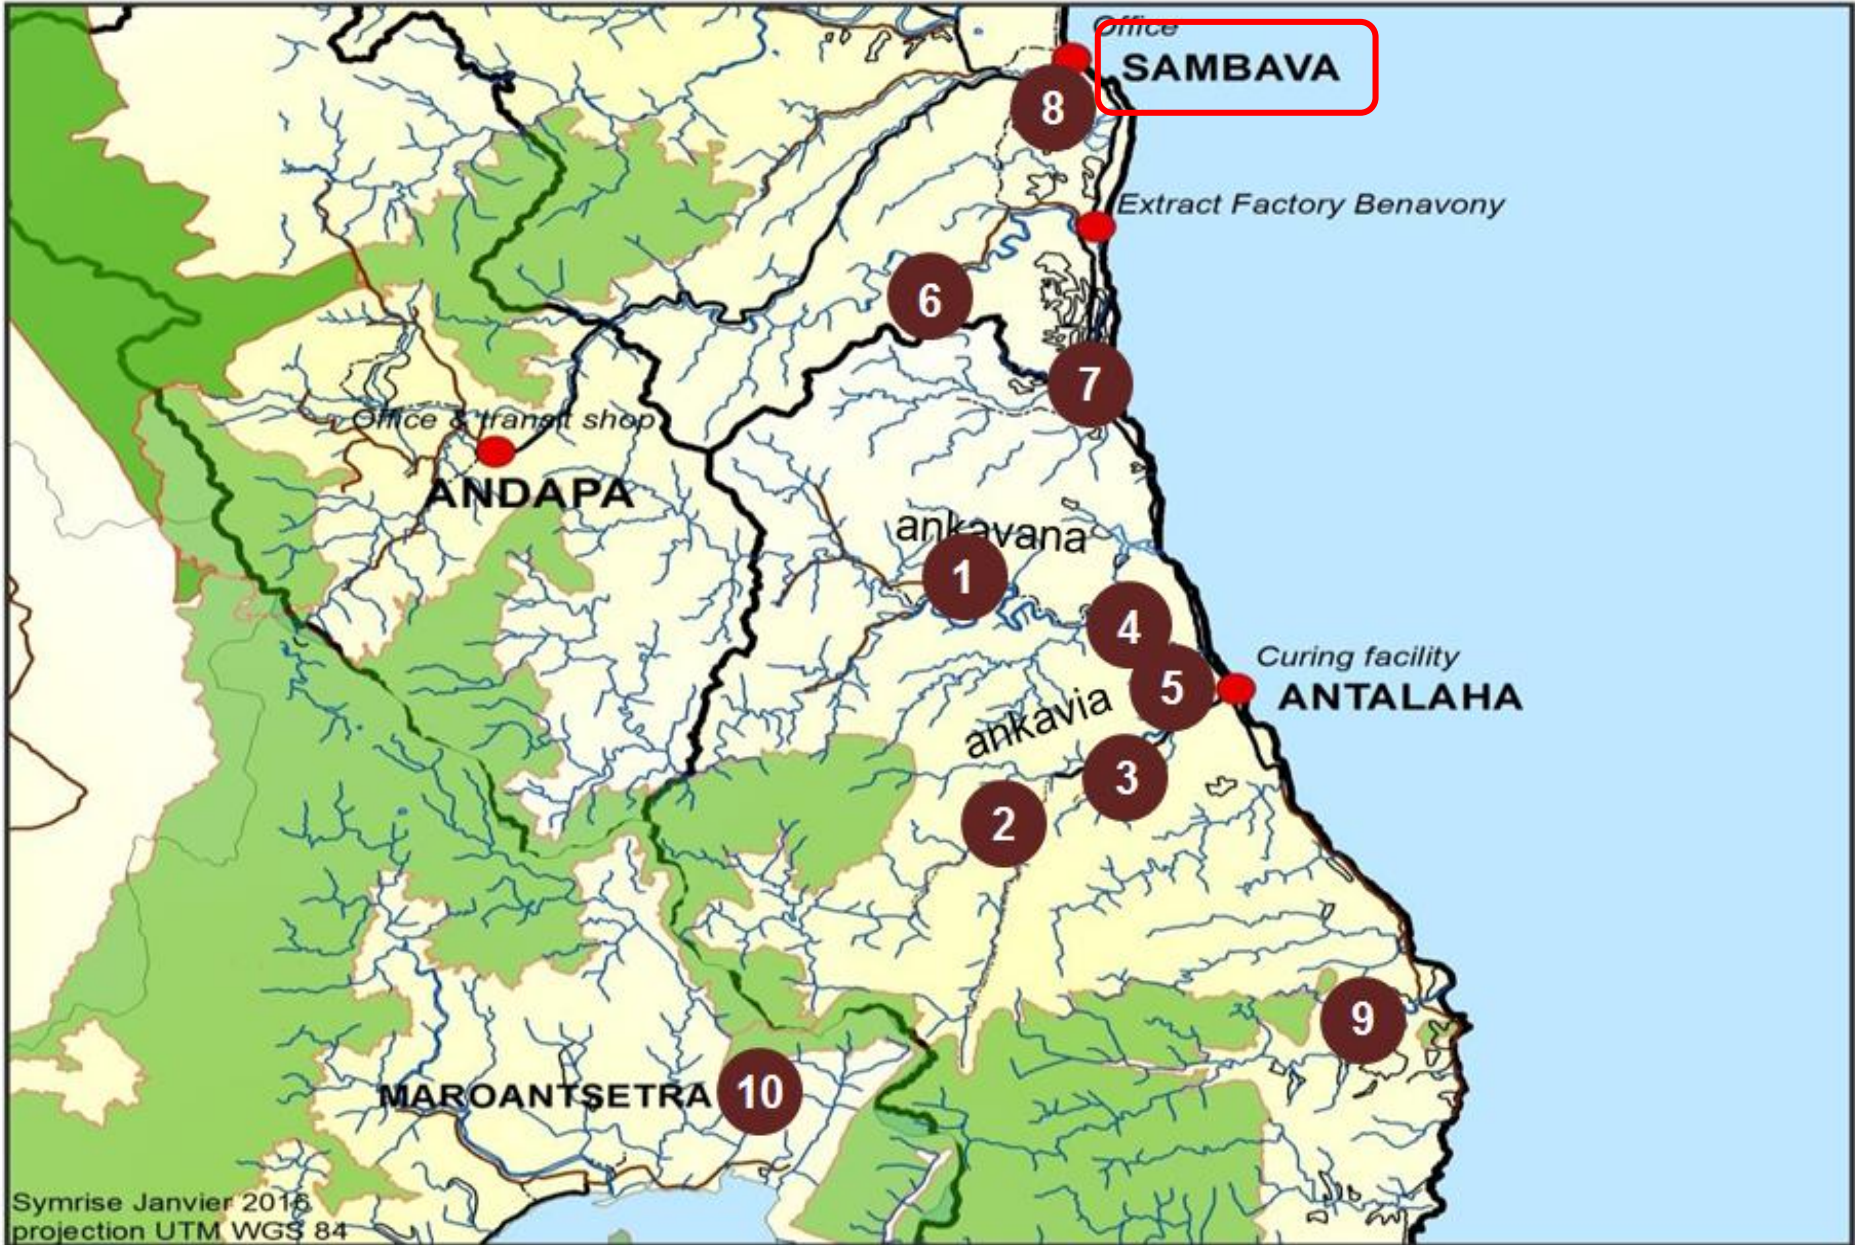 Office
SAMBAVA
8
Extract Factory Benavony
6
7
Office & transit shop
ANDAPA
ankavana
1
4
Curing facility
5
ANTALAHA
ankavia
3
2
9
MAROANTSETRA
10
Symrise Janvier 2016
projection UTM WGS 84